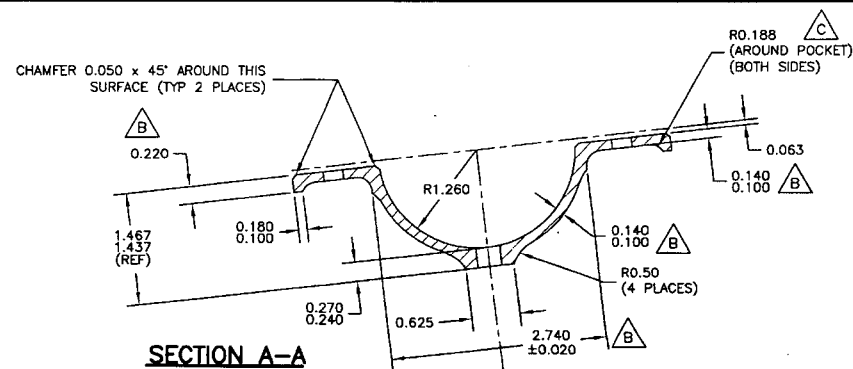 C
R0.188
(AROUND POCKET)
(BOTH SIDES)
CHAMFER 0.050 x 45° AROUND THIS
SURFACE (TYP 2 PLACES)
B
0.220
0.063
0.140
0.100
B
R1.260
1.467
1.437
(REF)
0.180
0.100
0.140
0.100
B
R0.50
(4 PLACES)
0.270
0.240
0.625
2.740
±0.020
B
SECTION A-A